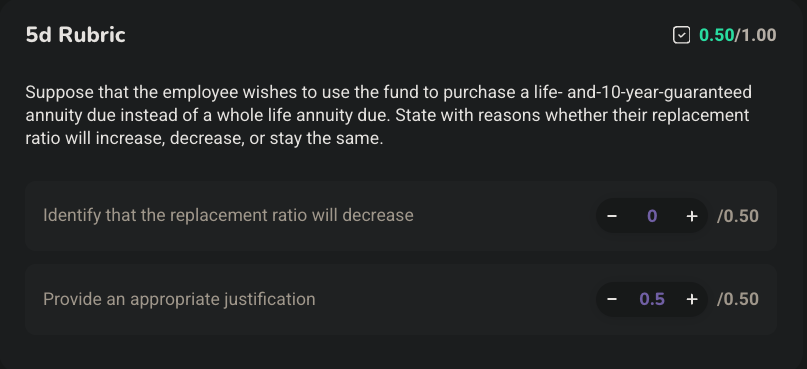 5d Rubric
0.50/1.00
Suppose that the employee wishes to use the fund to purchase a life- and-10-year-guaranteed
annuity due instead of a whole life annuity due. State with reasons whether their replacement
ratio will increase, decrease, or stay the same.
Identify that the replacement ratio will decrease
− 0 + /0.50
Provide an appropriate justification
− 0.5 + /0.50